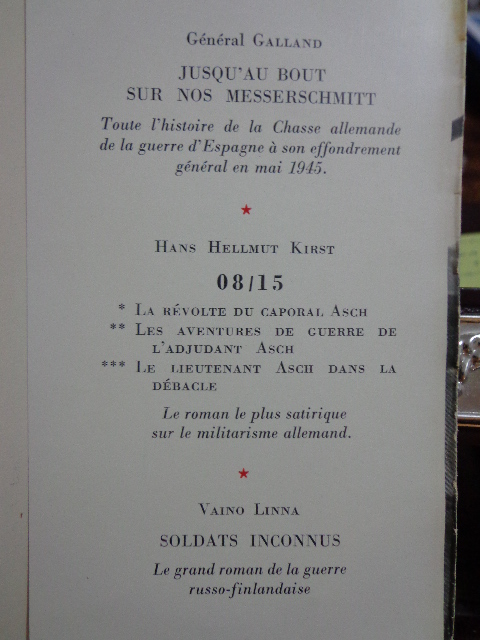 Général Galland
JUSQU'AU BOUT
SUR NOS MESSERSCHMITT
Toute l'histoire de la Chasse allemande
de la guerre d'Espagne à son effondrement
général en mai 1945.
Hans Hellmut Kirst
08/15
* La révolte du caporal Asch
** Les aventures de guerre de
l'adjudant Asch
*** Le lieutenant Asch dans la
débacle
Le roman le plus satirique
sur le militarisme allemand.
Vaino Linna
SOLDATS INCONNUS
Le grand roman de la guerre
russo-finlandaise